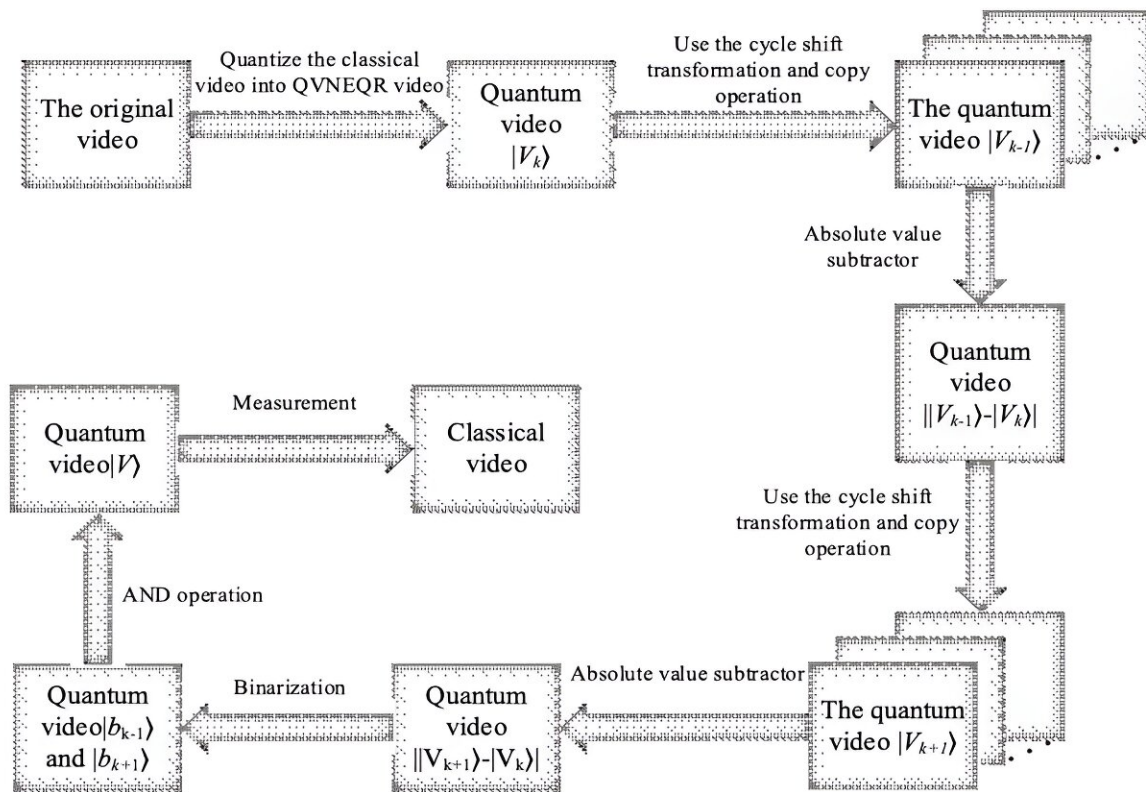 The original
video
Quantize the classical
video into QVNEQR video
Quantum
video
|V_k⟩
Use the cycle shift
transformation and copy
operation
The quantum
video |V_{k-1}⟩
Absolute value
subtractor
Quantum
video
||V_{k-1}⟩-|V_k⟩|
Use the cycle shift
transformation and copy
operation
The quantum
video |V_{k+1}⟩
Absolute value subtractor
Quantum
video
||V_{k+1}⟩-|V_k⟩|
Binarization
Quantum
video|b_{k-1}⟩
and |b_{k+1}⟩
AND operation
Quantum
video|V⟩
Measurement
Classical
video